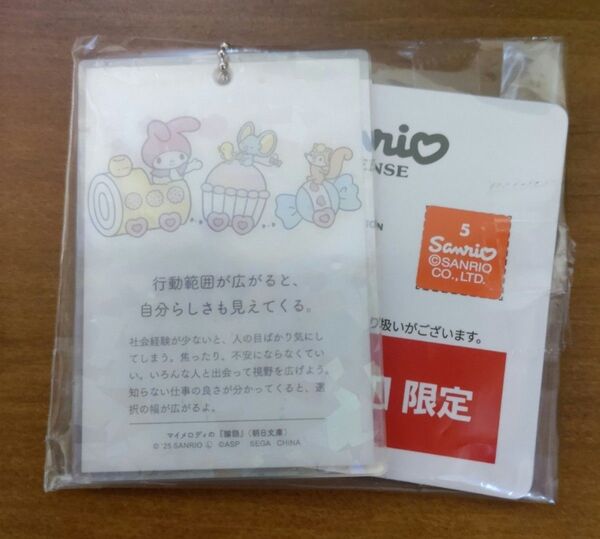 行動範囲が広がると、
自分らしさも見えてくる。
社会経験が少ないと、人の目ばかり気にし
てしまう。焦ったり、不安にならなくてい
い。いろんな人と出会って視野を広げよう。
知らない仕事の良さが分かってくると、選
択の幅が広がるよ。
マイメロディの『論語』(朝日文庫)
© '25 SANRIO Ⓛ ©ASP SEGA CHINA
nrio
ENSE
ION
5
Sanrio
©SANRIO
CO., LTD.
り扱いがございます。
限定